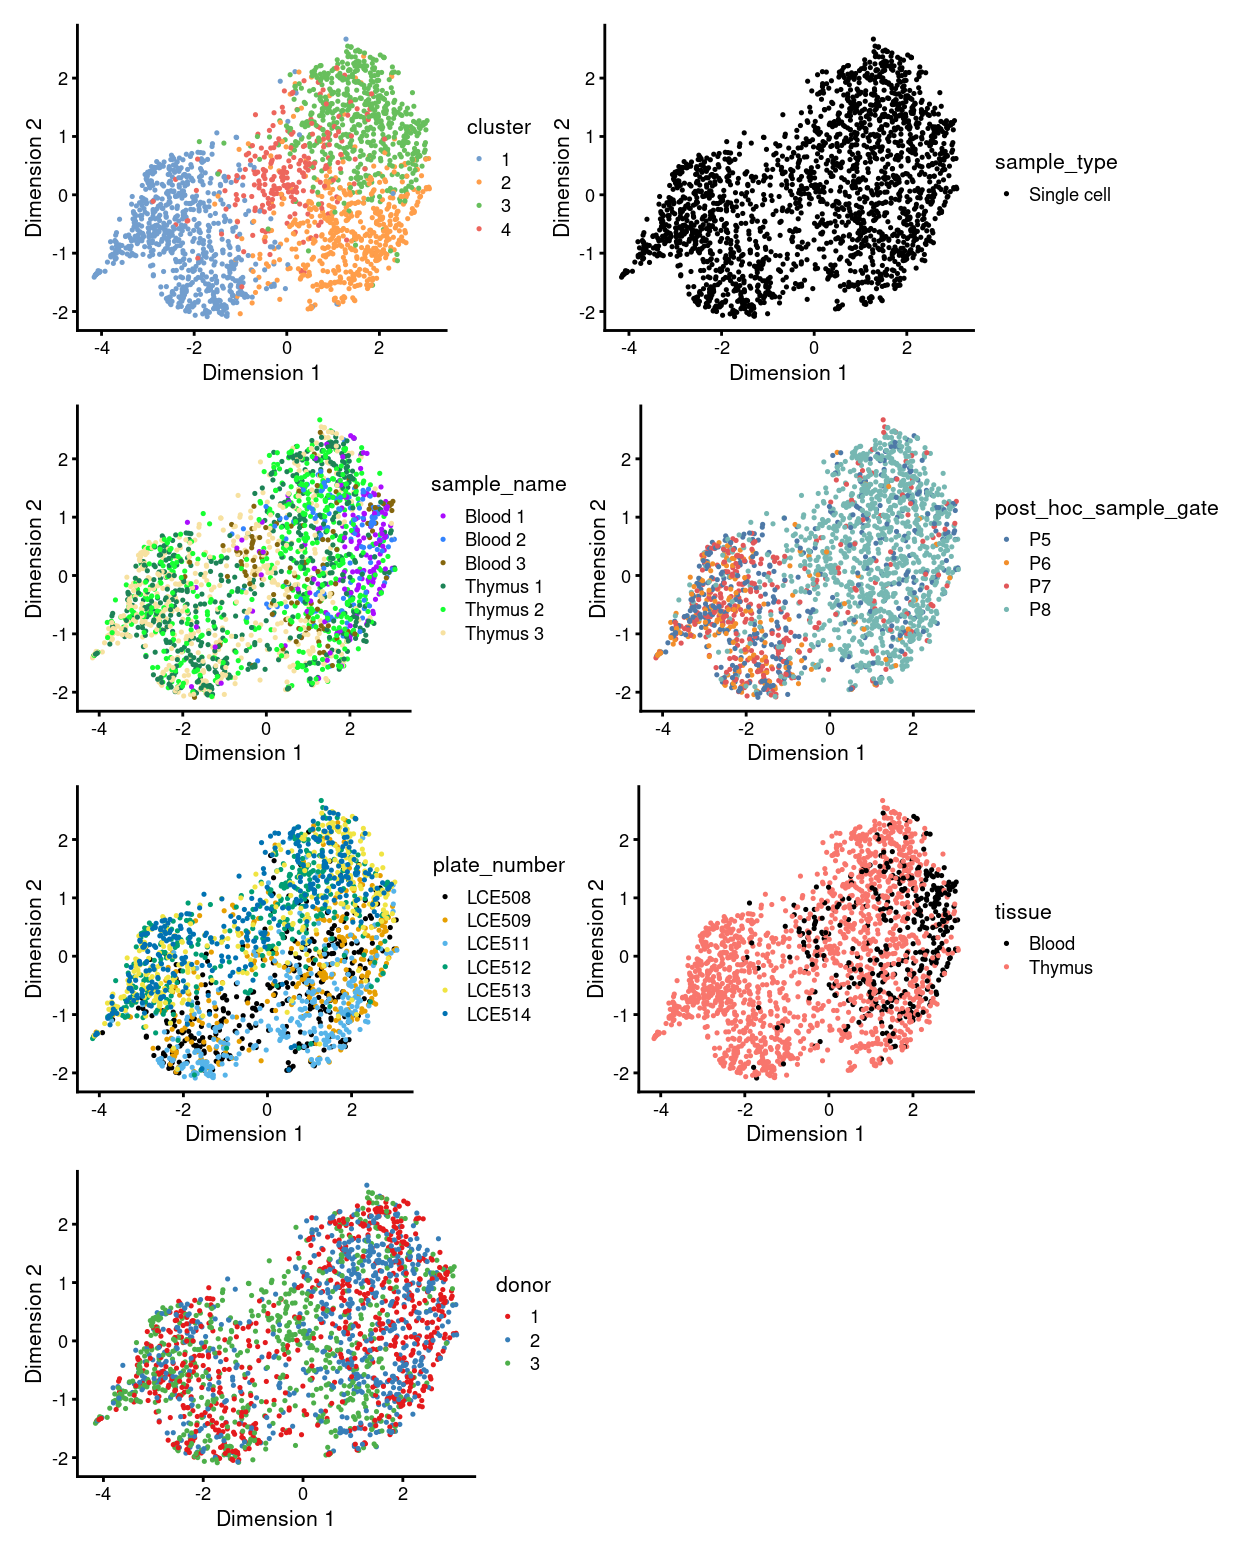 Dimension 2
2
1
0
-1
-2
-4
-2
0
2
Dimension 1
cluster
1
2
3
4
Dimension 2
2
1
0
-1
-2
-4
-2
0
2
Dimension 1
sample_type
Single cell
Dimension 2
2
1
0
-1
-2
-4
-2
0
2
Dimension 1
sample_name
Blood 1
Blood 2
Blood 3
Thymus 1
Thymus 2
Thymus 3
Dimension 2
2
1
0
-1
-2
-4
-2
0
2
Dimension 1
post_hoc_sample_gate
P5
P6
P7
P8
Dimension 2
2
1
0
-1
-2
-4
-2
0
2
Dimension 1
plate_number
LCE508
LCE509
LCE511
LCE512
LCE513
LCE514
Dimension 2
2
1
0
-1
-2
-4
-2
0
2
Dimension 1
tissue
Blood
Thymus
Dimension 2
2
1
0
-1
-2
-4
-2
0
2
Dimension 1
donor
1
2
3